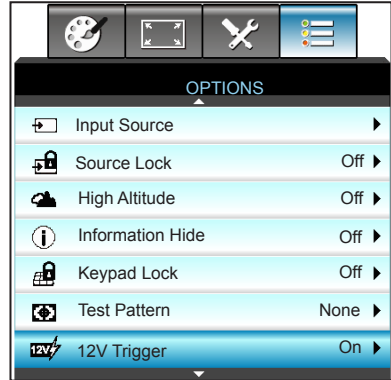 OPTIONS
Input Source
Source Lock Off
High Altitude Off
Information Hide Off
Keypad Lock Off
Test Pattern None
12V 12V Trigger On